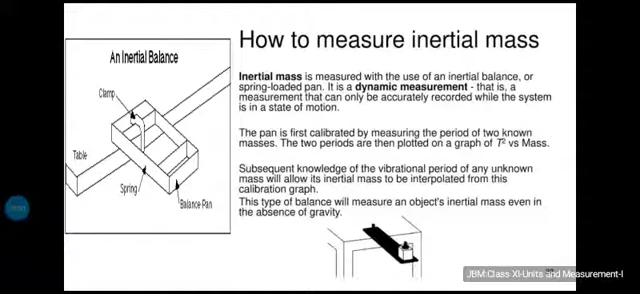 How to measure inertial mass
An Inertial Balance
Clamp
Table
Spring
Balance Pan
Inertial mass is measured with the use of an inertial balance, or
spring-loaded pan. It is a dynamic measurement - that is, a
measurement that can only be accurately recorded while the system
is in a state of motion.
The pan is first calibrated by measuring the period of two known
masses. The two periods are then plotted on a graph of T² vs Mass.
Subsequent knowledge of the vibrational period of any unknown
mass will allow its inertial mass to be interpolated from this
calibration graph.
This type of balance will measure an object's inertial mass even in
the absence of gravity.
JBM:Class XI-Units and Measurement-I